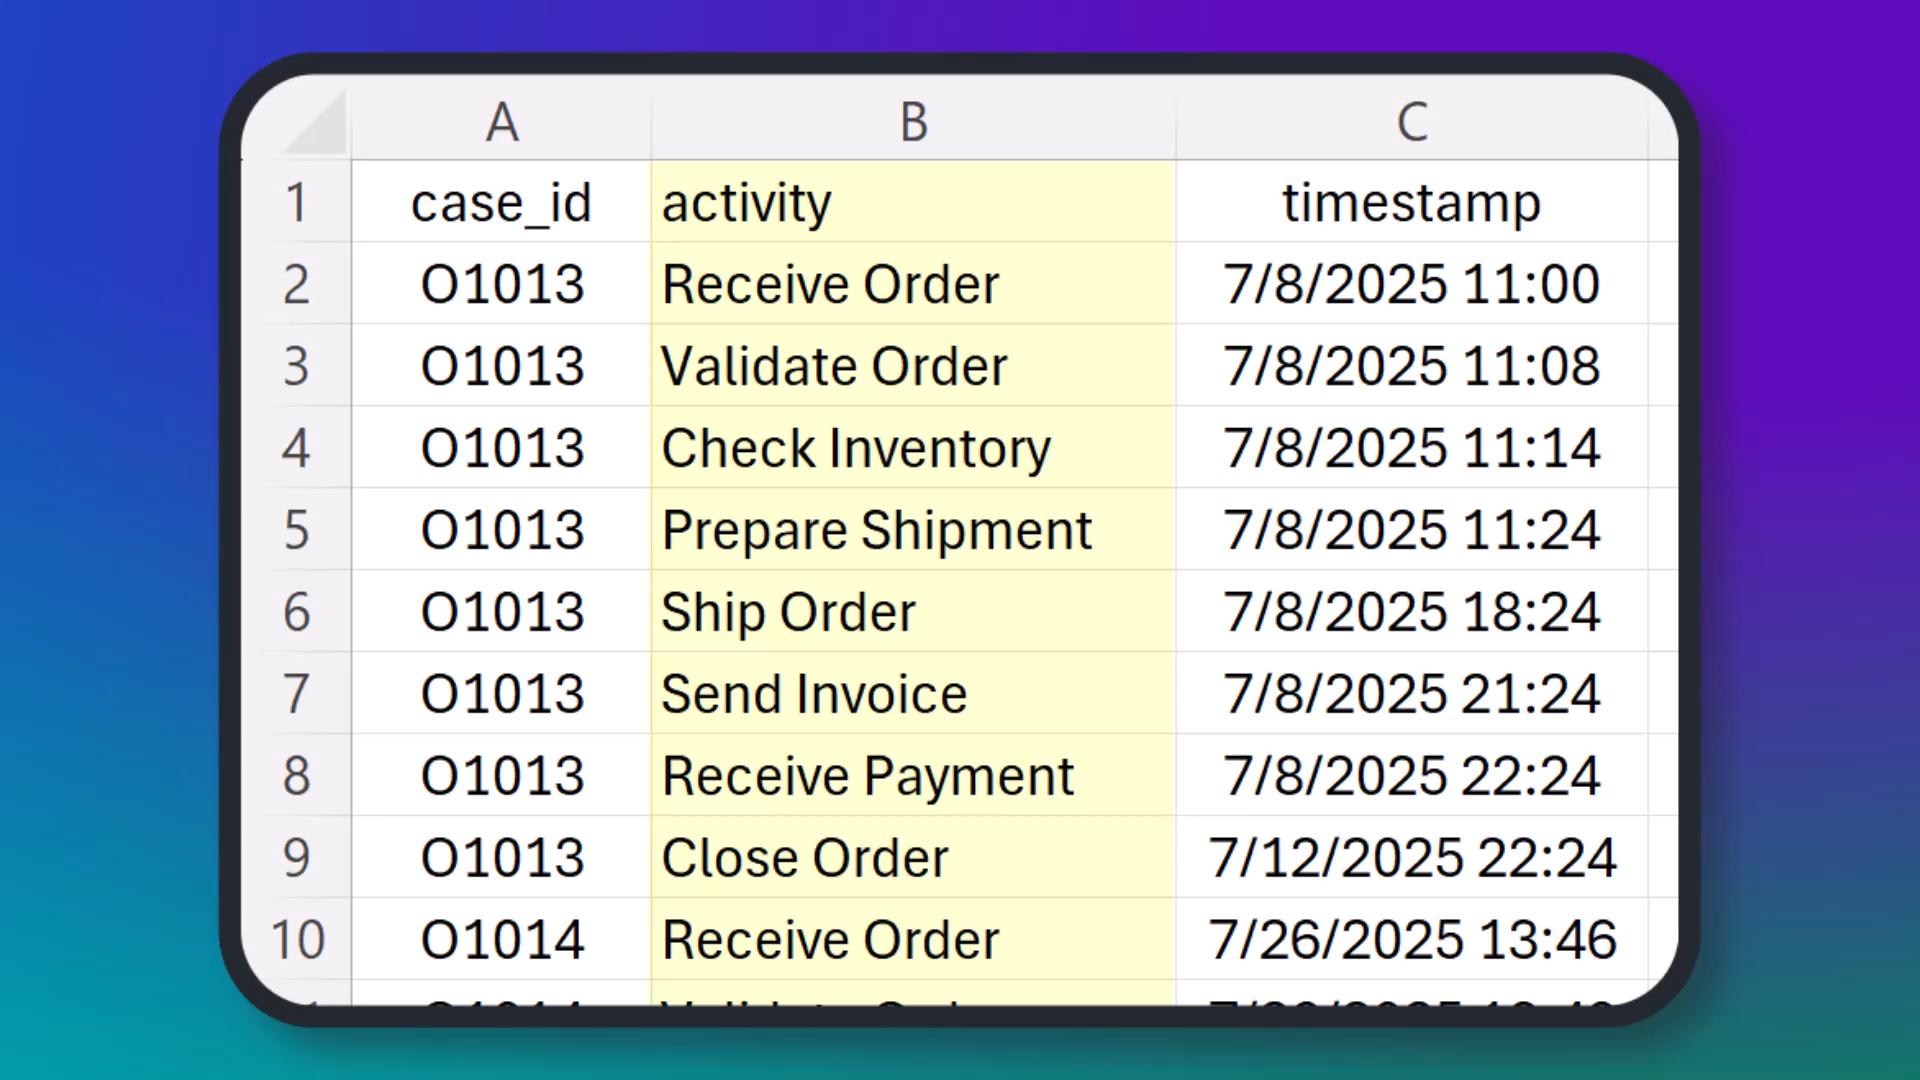 A B C
1 case_id activity timestamp
2 O1013 Receive Order 7/8/2025 11:00
3 O1013 Validate Order 7/8/2025 11:08
4 O1013 Check Inventory 7/8/2025 11:14
5 O1013 Prepare Shipment 7/8/2025 11:24
6 O1013 Ship Order 7/8/2025 18:24
7 O1013 Send Invoice 7/8/2025 21:24
8 O1013 Receive Payment 7/8/2025 22:24
9 O1013 Close Order 7/12/2025 22:24
10 O1014 Receive Order 7/26/2025 13:46